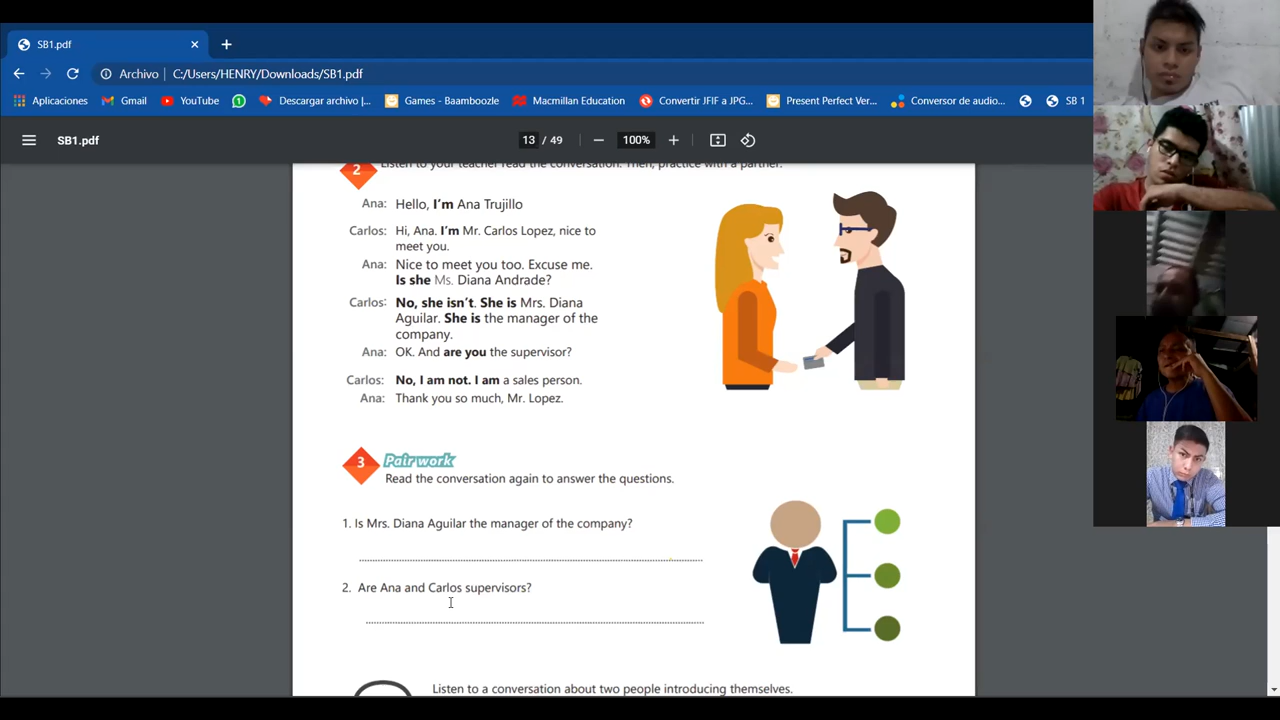 SB1.pdf
Archivo C:/Users/HENRY/Downloads/SB1.pdf
Aplicaciones Gmail YouTube 1 Descargar archivo |... Games - Baamboozle Macmillan Education Convertir JFIF a JPG... Present Perfect Ver... Conversor de audio... SB 1
SB1.pdf 13 / 49 100%
2 Listen to your teacher read the conversation. Then, practice with a partner.
Ana: Hello, I'm Ana Trujillo
Carlos: Hi, Ana. I'm Mr. Carlos Lopez, nice to
meet you.
Ana: Nice to meet you too. Excuse me.
Is she Ms. Diana Andrade?
Carlos: No, she isn't. She is Mrs. Diana
Aguilar. She is the manager of the
company.
Ana: OK. And are you the supervisor?
Carlos: No, I am not. I am a sales person.
Ana: Thank you so much, Mr. Lopez.
3 Pair work
Read the conversation again to answer the questions.
1. Is Mrs. Diana Aguilar the manager of the company?
2. Are Ana and Carlos supervisors?
Listen to a conversation about two people introducing themselves.